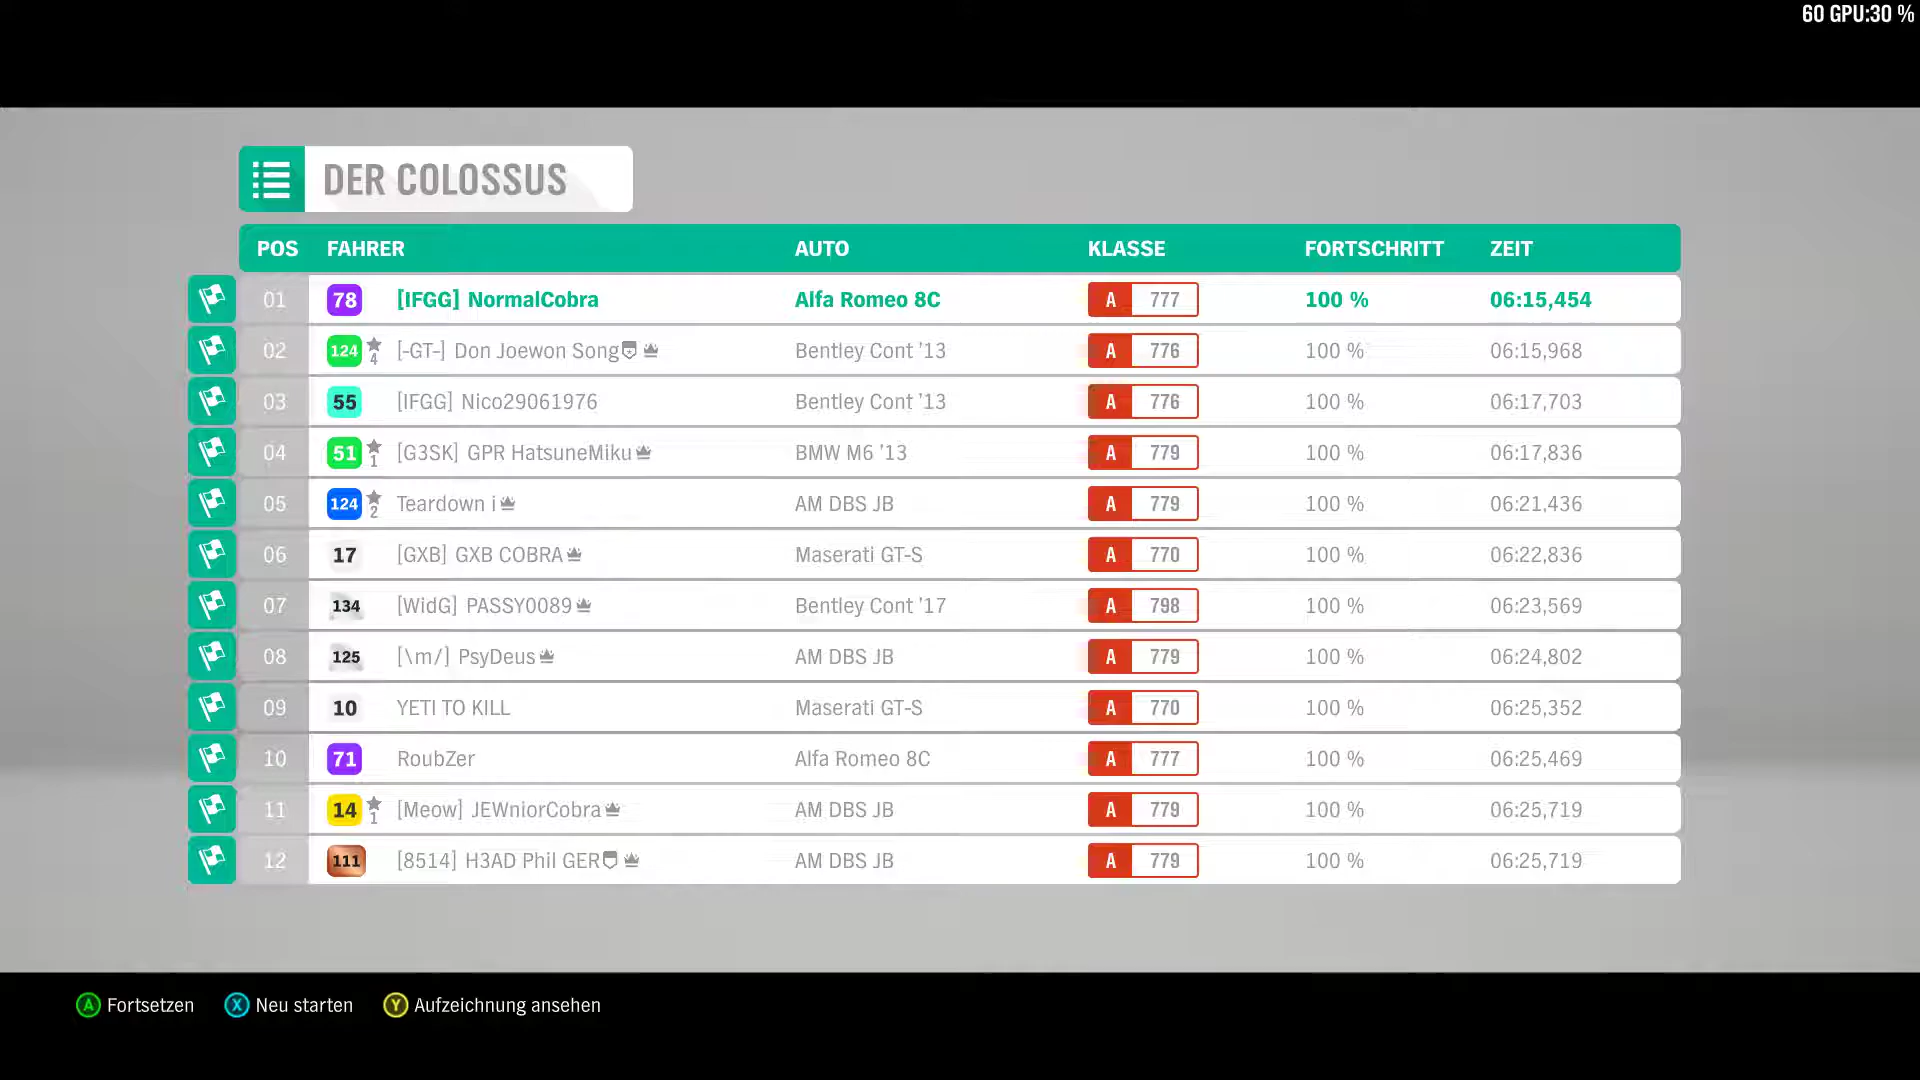 60 GPU:30 %
DER COLOSSUS
POS FAHRER AUTO KLASSE FORTSCHRITT ZEIT
01 78 [IFGG] NormalCobra Alfa Romeo 8C A 777 100 % 06:15,454
02 124 4 [-GT-] Don Joewon Song Bentley Cont '13 A 776 100 % 06:15,968
03 55 [IFGG] Nico29061976 Bentley Cont '13 A 776 100 % 06:17,703
04 51 1 [G3SK] GPR HatsuneMiku BMW M6 '13 A 779 100 % 06:17,836
05 124 2 Teardown i AM DBS JB A 779 100 % 06:21,436
06 17 [GXB] GXB COBRA Maserati GT-S A 770 100 % 06:22,836
07 134 [WidG] PASSY0089 Bentley Cont '17 A 798 100 % 06:23,569
08 125 [\m/] PsyDeus AM DBS JB A 779 100 % 06:24,802
09 10 YETI TO KILL Maserati GT-S A 770 100 % 06:25,352
10 71 RoubZer Alfa Romeo 8C A 777 100 % 06:25,469
11 14 1 [Meow] JEWniorCobra AM DBS JB A 779 100 % 06:25,719
12 111 [8514] H3AD Phil GER AM DBS JB A 779 100 % 06:25,719
A Fortsetzen X Neu starten Y Aufzeichnung ansehen